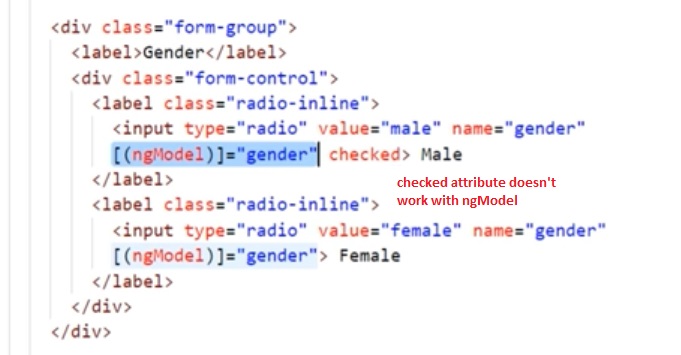 <div class="form-group">
<label>Gender</label>
<div class="form-control">
<label class="radio-inline">
<input type="radio" value="male" name="gender"
[(ngModel)]="gender" checked> Male
</label>
checked attribute doesn't
work with ngModel
<label class="radio-inline">
<input type="radio" value="female" name="gender"
[(ngModel)]="gender"> Female
</label>
</div>
</div>